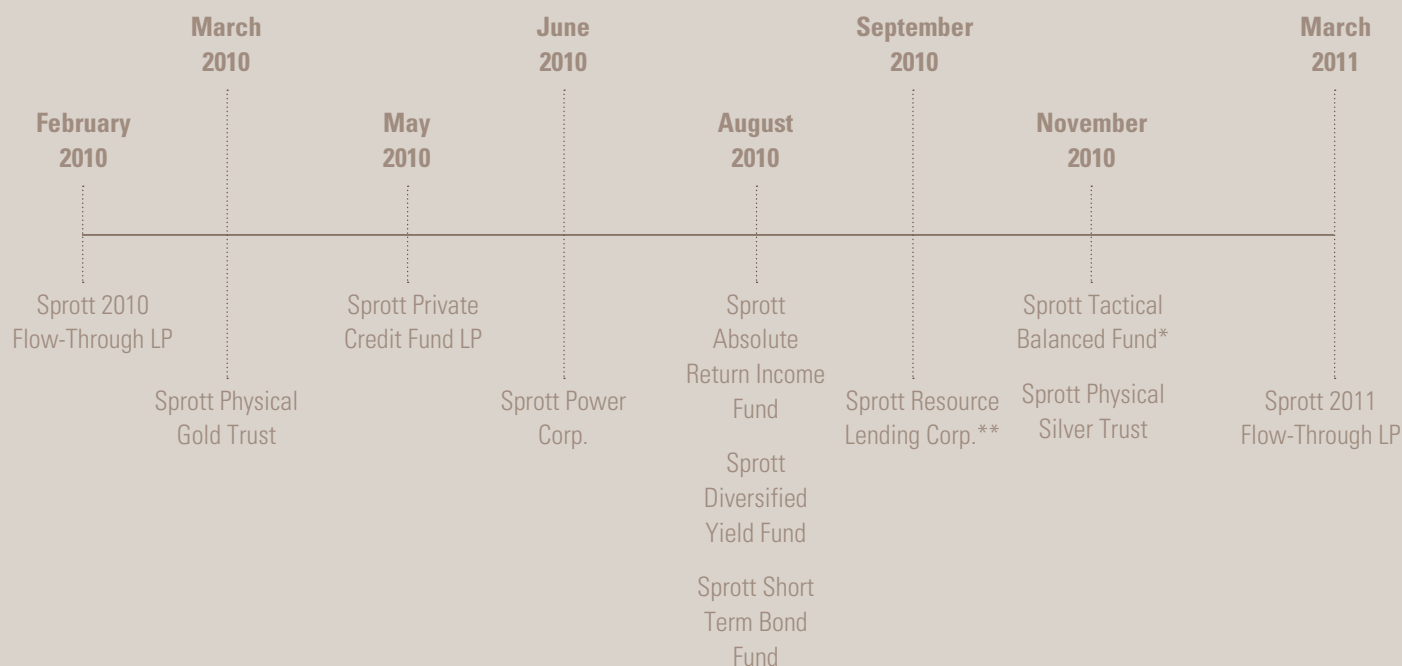 March
2010
June
2010
September
2010
March
2011
February
2010
May
2010
August
2010
November
2010
Sprott 2010
Flow-Through LP
Sprott Private
Credit Fund LP
Sprott
Absolute
Return Income
Fund
Sprott Tactical
Balanced Fund*
Sprott Physical
Gold Trust
Sprott Power
Corp.
Sprott Resource
Lending Corp.**
Sprott Physical
Silver Trust
Sprott 2011
Flow-Through LP
Sprott
Diversified
Yield Fund
Sprott Short
Term Bond
Fund